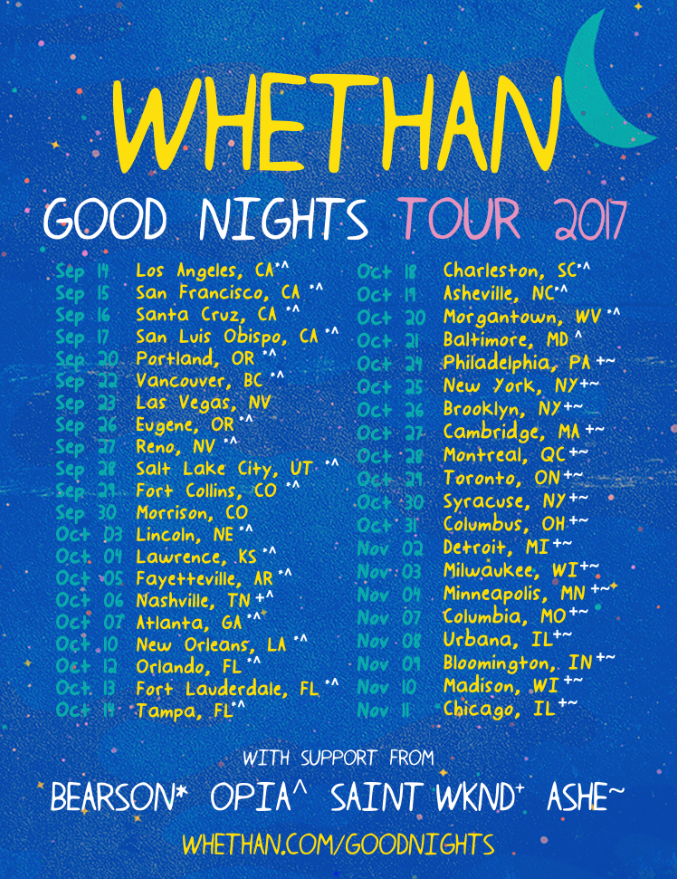 WHETHAN
GOOD NIGHTS TOUR 2017
Sep 14 Los Angeles, CA*^
Sep 15 San Francisco, CA *^
Sep 16 Santa Cruz, CA *^
Sep 17 San Luis Obispo, CA *^
Sep 20 Portland, OR *^
Sep 22 Vancouver, BC *^
Sep 23 Las Vegas, NV
Sep 26 Eugene, OR *^
Sep 27 Reno, NV *^
Sep 28 Salt Lake City, UT *^
Sep 29 Fort Collins, CO *^
Sep 30 Morrison, CO
Oct 03 Lincoln, NE *^
Oct 04 Lawrence, KS *^
Oct 05 Fayetteville, AR *^
Oct 06 Nashville, TN +^
Oct 07 Atlanta, GA *^
Oct 10 New Orleans, LA *^
Oct 12 Orlando, FL *^
Oct 13 Fort Lauderdale, FL *^
Oct 14 Tampa, FL*^
Oct 18 Charleston, SC*^
Oct 19 Asheville, NC*^
Oct 20 Morgantown, WV *^
Oct 21 Baltimore, MD ^
Oct 24 Philadelphia, PA +~
Oct 25 New York, NY+~
Oct 26 Brooklyn, NY+~
Oct 27 Cambridge, MA +~
Oct 28 Montreal, QC+~
Oct 29 Toronto, ON+~
Oct 30 Syracuse, NY+~
Oct 31 Columbus, OH+~
Nov 02 Detroit, MI+~
Nov 03 Milwaukee, WI+~
Nov 04 Minneapolis, MN +~
Nov 07 Columbia, MO+~
Nov 08 Urbana, IL+~
Nov 09 Bloomington, IN +~
Nov 10 Madison, WI+~
Nov 11 Chicago, IL+~
WITH SUPPORT FROM
BEARSON* OPIA^ SAINT WKND+ ASHE~
WHETHAN.COM/GOODNIGHTS